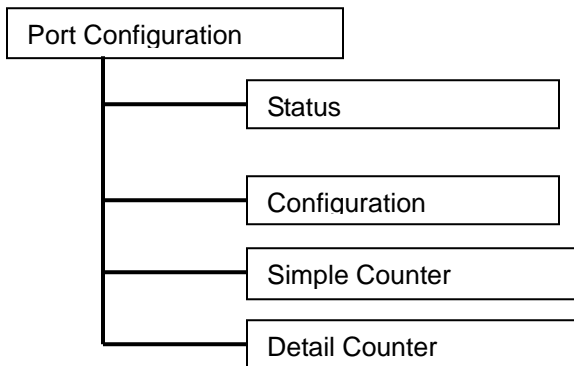 Port Configuration
Status
Configuration
Simple Counter
Detail Counter